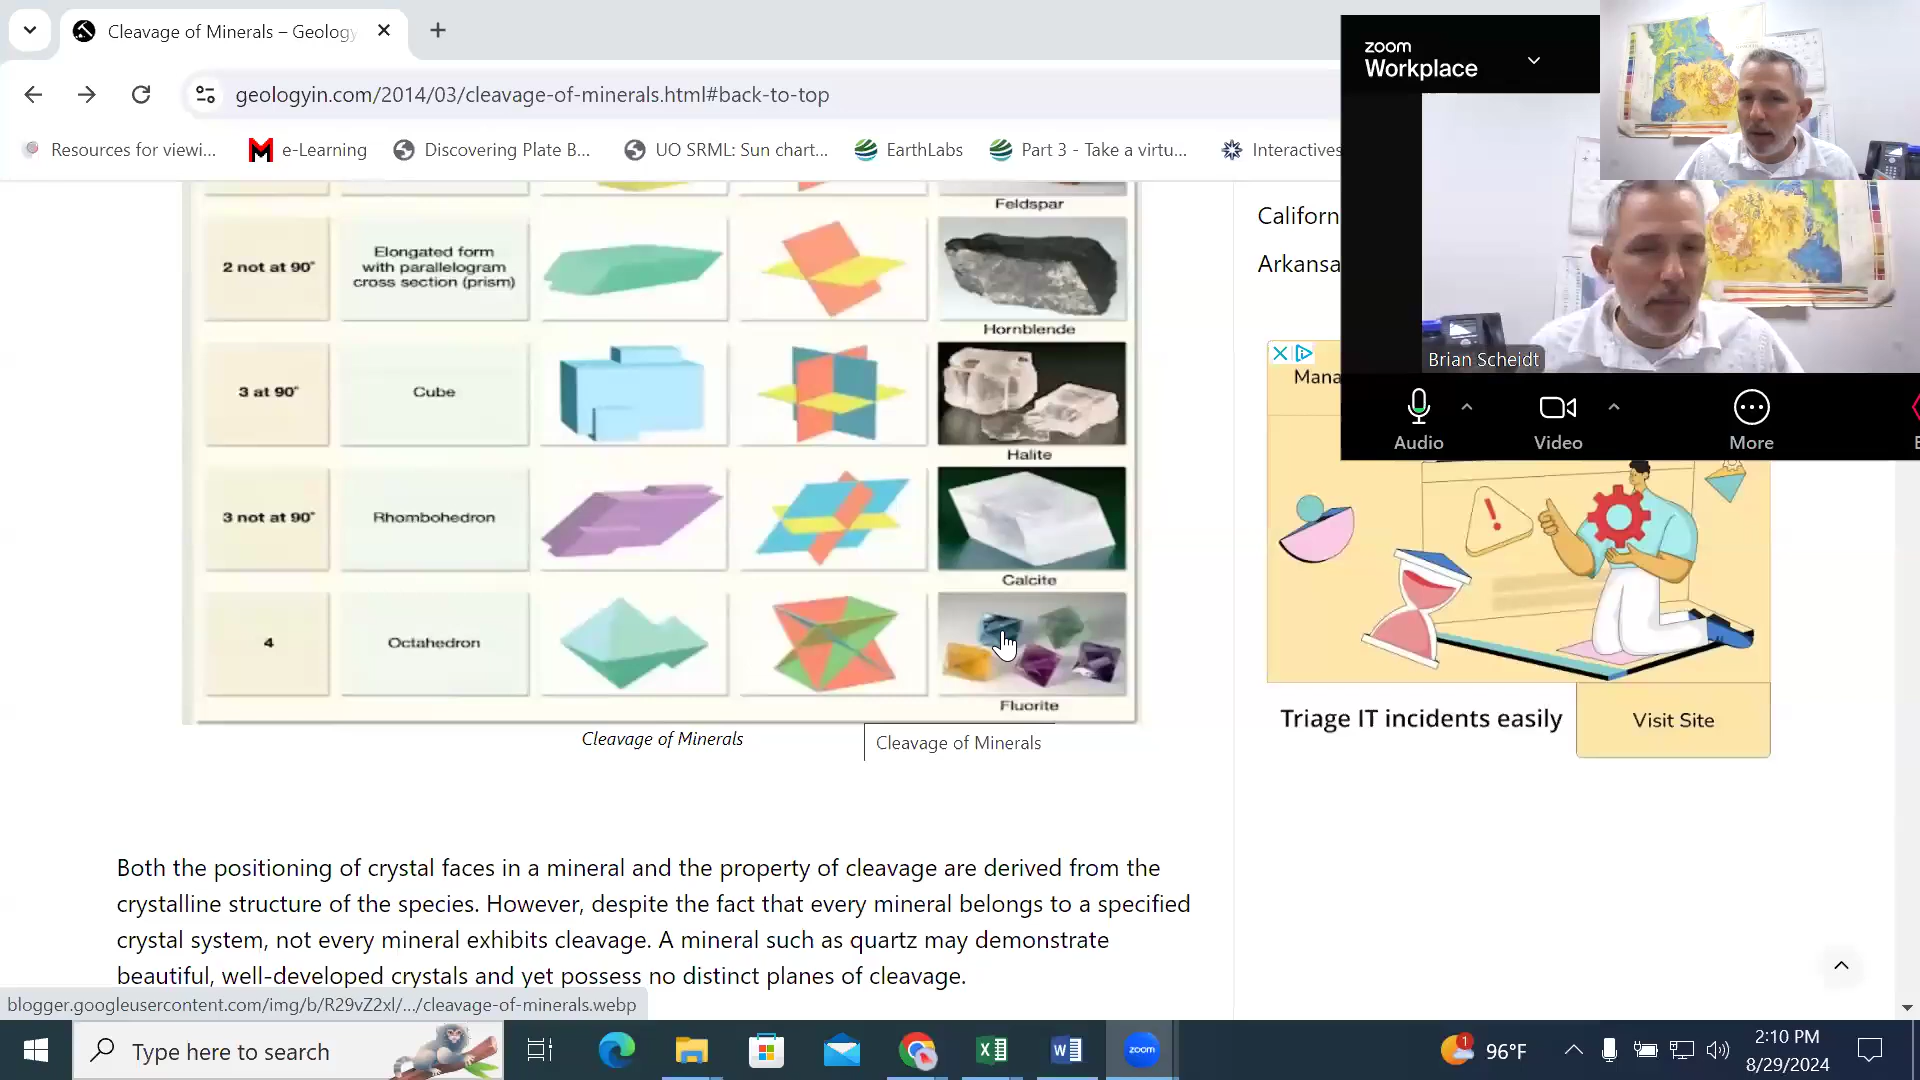 Cleavage of Minerals – Geology
geologyin.com/2014/03/cleavage-of-minerals.html#back-to-top
Resources for viewi...
e-Learning
Discovering Plate B...
UO SRML: Sun chart...
EarthLabs
Part 3 - Take a virtu...
Interactives
zoom
Workplace
Brian Scheidt
Audio
Video
More
Feldspar
2 not at 90°
Elongated form
with parallelogram
cross section (prism)
Hornblende
3 at 90°
Cube
Halite
3 not at 90°
Rhombohedron
Calcite
4
Octahedron
Fluorite
Cleavage of Minerals
Cleavage of Minerals
Californ
Arkansa
Mana
Triage IT incidents easily
Visit Site
Both the positioning of crystal faces in a mineral and the property of cleavage are derived from the
crystalline structure of the species. However, despite the fact that every mineral belongs to a specified
crystal system, not every mineral exhibits cleavage. A mineral such as quartz may demonstrate
beautiful, well-developed crystals and yet possess no distinct planes of cleavage.
blogger.googleusercontent.com/img/b/R29vZ2xl/.../cleavage-of-minerals.webp
Type here to search
zoom
1
96°F
2:10 PM
8/29/2024